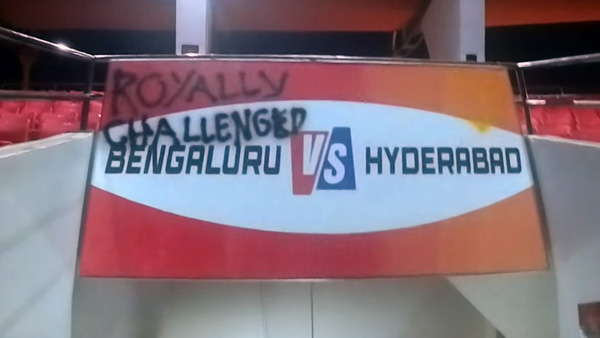 ROYALLY
CHALLENGED
BENGALURU VS HYDERABAD